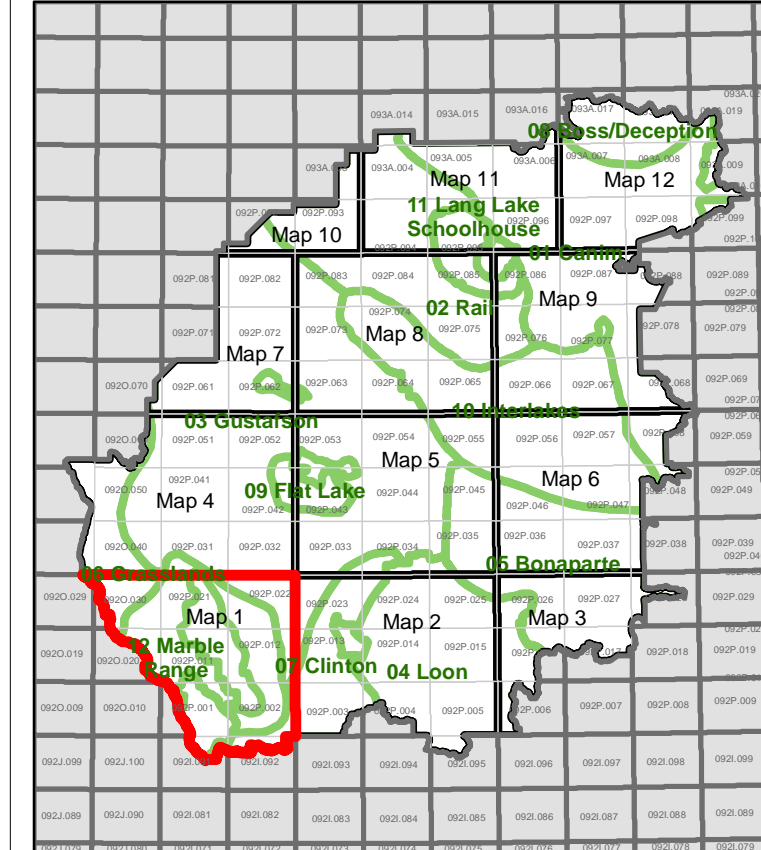 093A.014 093A.015 093A.016 093A.017
08 Boss/Deception
093A.004 093A.005 093A.006 093A.007 093A.008
Map 11
Map 12
092P.093
11 Lang Lake
Schoolhouse
092P.096 092P.097 092P.098
Map 10
01 Canim
092P.081 092P.082 092P.083 092P.084 092P.085 092P.086 092P.087 092P.088 092P.089
Map 9
02 Rail
092P.074
092P.071 092P.072 092P.073 092P.075 092P.076 092P.077 092P.078 092P.079
Map 8
Map 7
092O.070 092P.061 092P.062 092P.063 092P.064 092P.065 092P.066 092P.067 092P.069
10 Interlakes
03 Gustafson
092P.051 092P.052 092P.053 092P.054 092P.055 092P.056 092P.057 092P.059
Map 5
092P.041
Map 6
092O.050
09 Flat Lake
092P.044 092P.045 092P.048 092P.049
Map 4
092P.042 092P.043 092P.046 092P.047
092O.040 092P.031 092P.032 092P.033 092P.034 092P.035 092P.036 092P.037 092P.038 092P.039
05 Bonaparte
06 Grasslands
092O.029 092O.030 092P.021 092P.022 092P.023 092P.024 092P.025 092P.026 092P.027 092P.029
Map 1
Map 2
Map 3
12 Marble
Range
092O.019 092O.020 092P.011 092P.012 092P.013 092P.014 092P.015 092P.018
07 Clinton
04 Loon
092O.009 092O.010 092P.001 092P.002 092P.003 092P.004 092P.005 092P.006 092P.007 092P.008 092P.009
092J.099 092J.100 092I.092 092I.093 092I.094 092I.095 092I.096 092I.097 092I.098 092I.099
092J.089 092J.090 092I.081 092I.082 092I.083 092I.084 092I.085 092I.086 092I.087 092I.088 092I.089